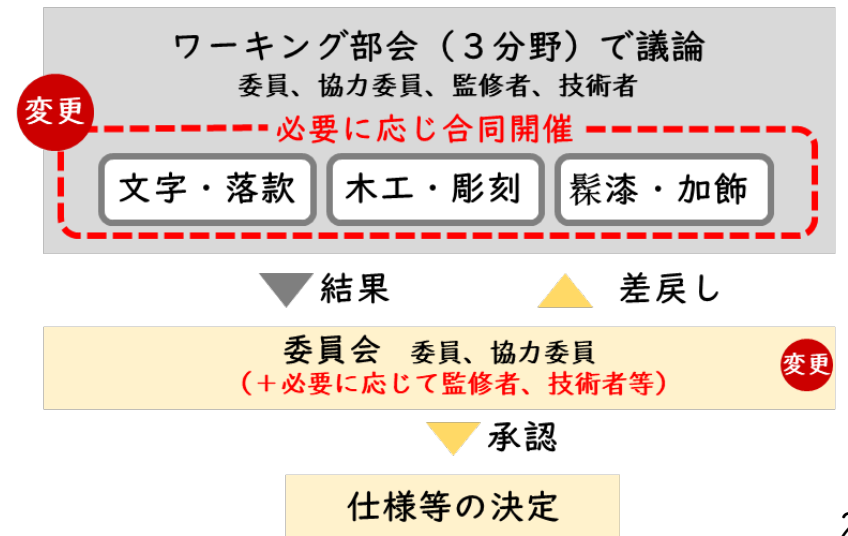 ワーキング部会（３分野）で議論
委員、協力委員、監修者、技術者
変更
必要に応じ合同開催
文字・落款
木工・彫刻
髹漆・加飾
結果
差戻し
委員会　委員、協力委員
（＋必要に応じて監修者、技術者等）
変更
承認
仕様等の決定